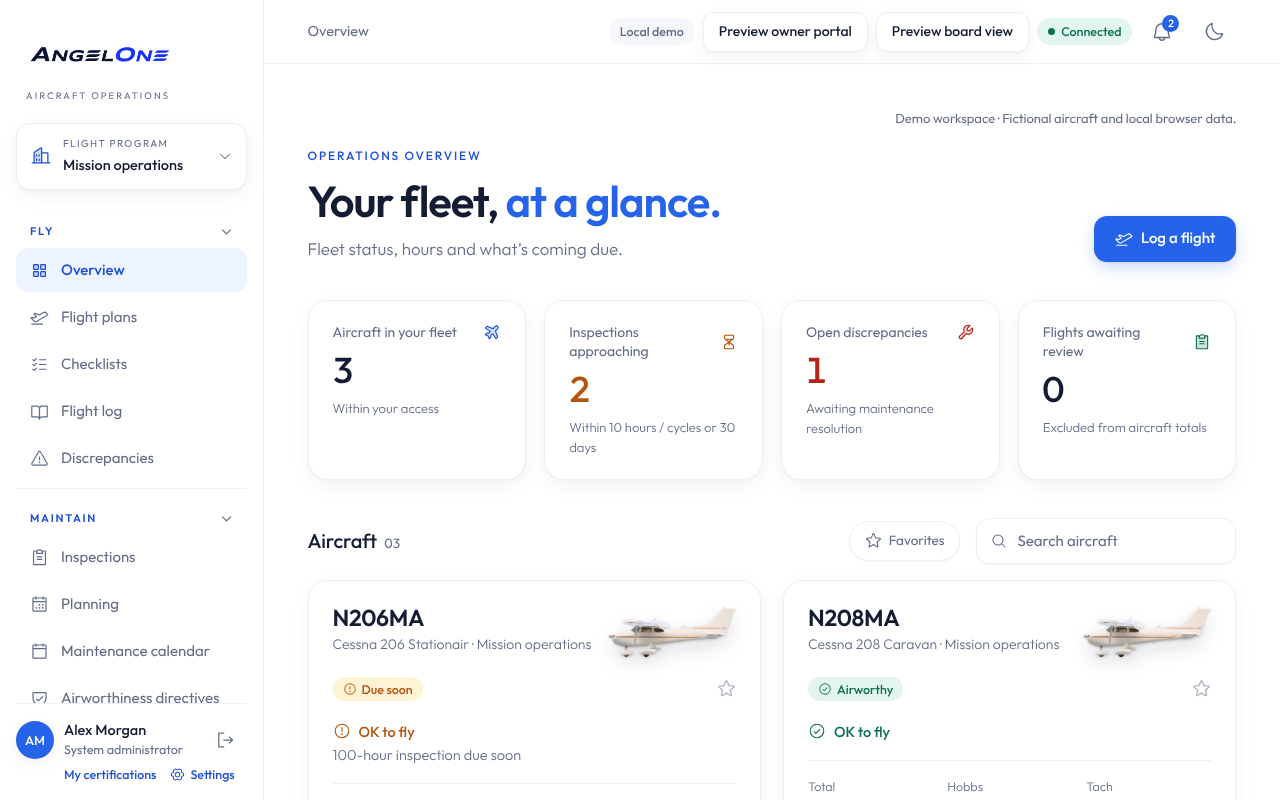 ANGELONE
AIRCRAFT OPERATIONS
FLIGHT PROGRAM
Mission operations
FLY
Overview
Flight plans
Checklists
Flight log
Discrepancies
MAINTAIN
Inspections
Planning
Maintenance calendar
Airworthiness directives
AM
Alex Morgan
System administrator
My certifications
Settings
Overview
Local demo
Preview owner portal
Preview board view
Connected
2
Demo workspace · Fictional aircraft and local browser data.
OPERATIONS OVERVIEW
Your fleet, at a glance.
Fleet status, hours and what’s coming due.
Log a flight
Aircraft in your fleet
3
Within your access
Inspections
approaching
2
Within 10 hours / cycles or 30
days
Open discrepancies
1
Awaiting maintenance
resolution
Flights awaiting
review
0
Excluded from aircraft totals
Aircraft 03
Favorites
Search aircraft
N206MA
Cessna 206 Stationair · Mission operations
Due soon
OK to fly
100-hour inspection due soon
N208MA
Cessna 208 Caravan · Mission operations
Airworthy
OK to fly
Total
Hobbs
Tach